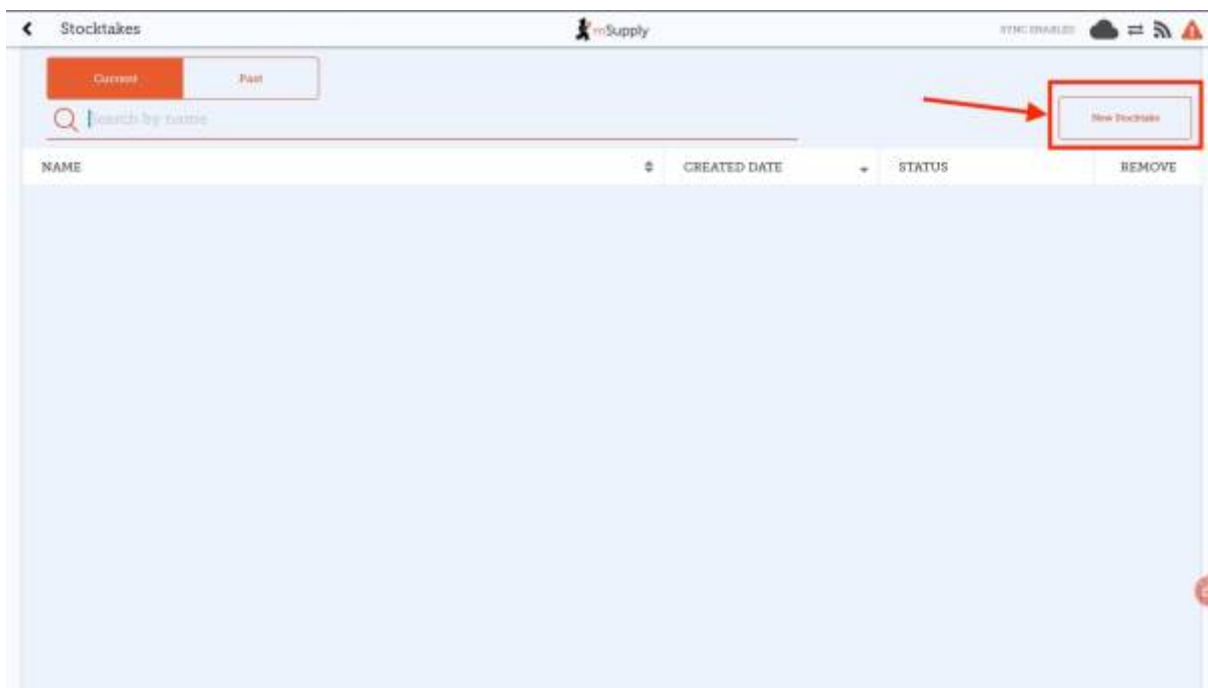 Stocktakes
mSupply
SYNC ENABLED
Current
Past
Search by name
New Stocktake
NAME
CREATED DATE
STATUS
REMOVE